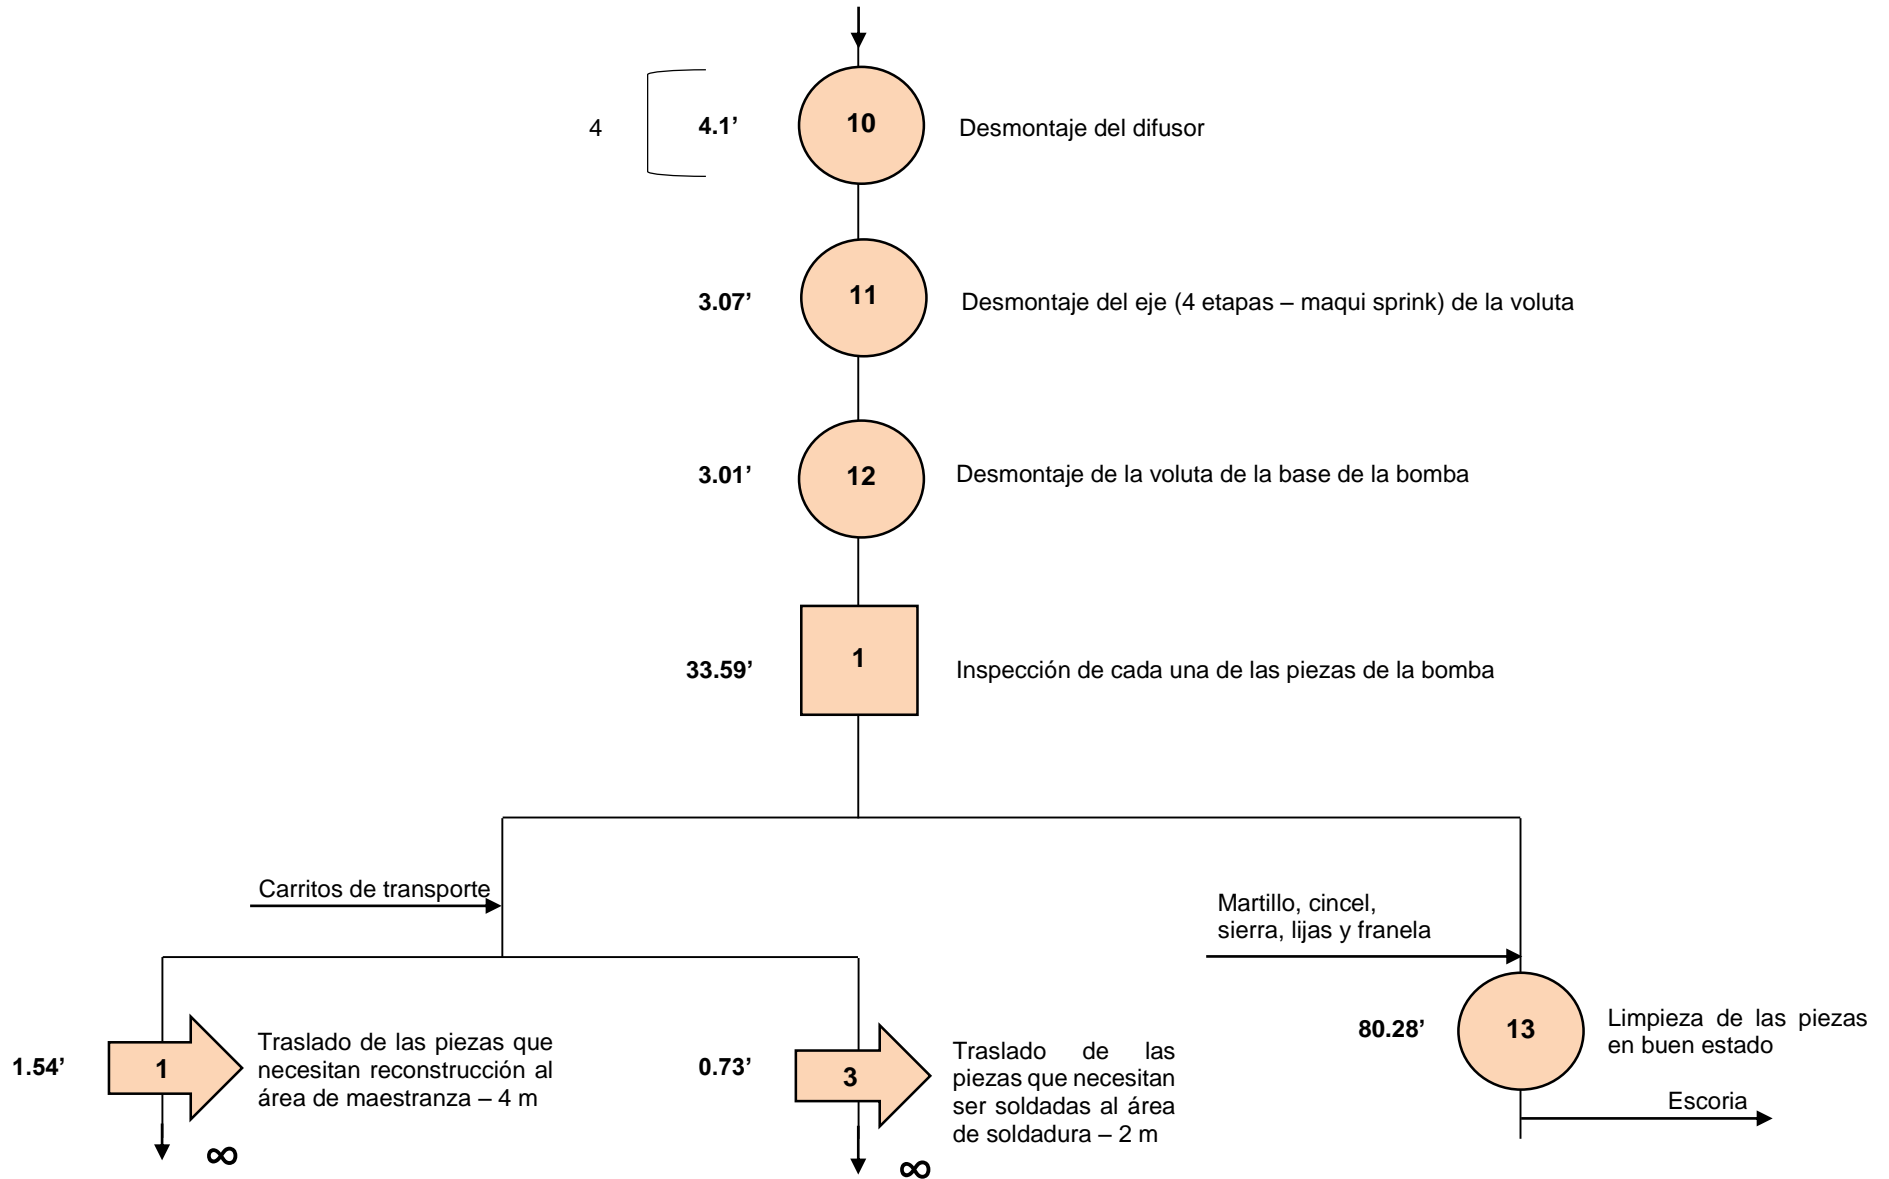 4
4.1’
10
Desmontaje del difusor
3.07’
11
Desmontaje del eje (4 etapas – maqui sprink) de la voluta
3.01’
12
Desmontaje de la voluta de la base de la bomba
33.59’
1
Inspección de cada una de las piezas de la bomba
Carritos de transporte
Martillo, cincel,
sierra, lijas y franela
1.54’
1
Traslado de las piezas que
necesitan reconstrucción al
área de maestranza – 4 m
∞
0.73’
3
Traslado de las
piezas que necesitan
ser soldadas al área
de soldadura – 2 m
∞
80.28’
13
Limpieza de las piezas
en buen estado
Escoria